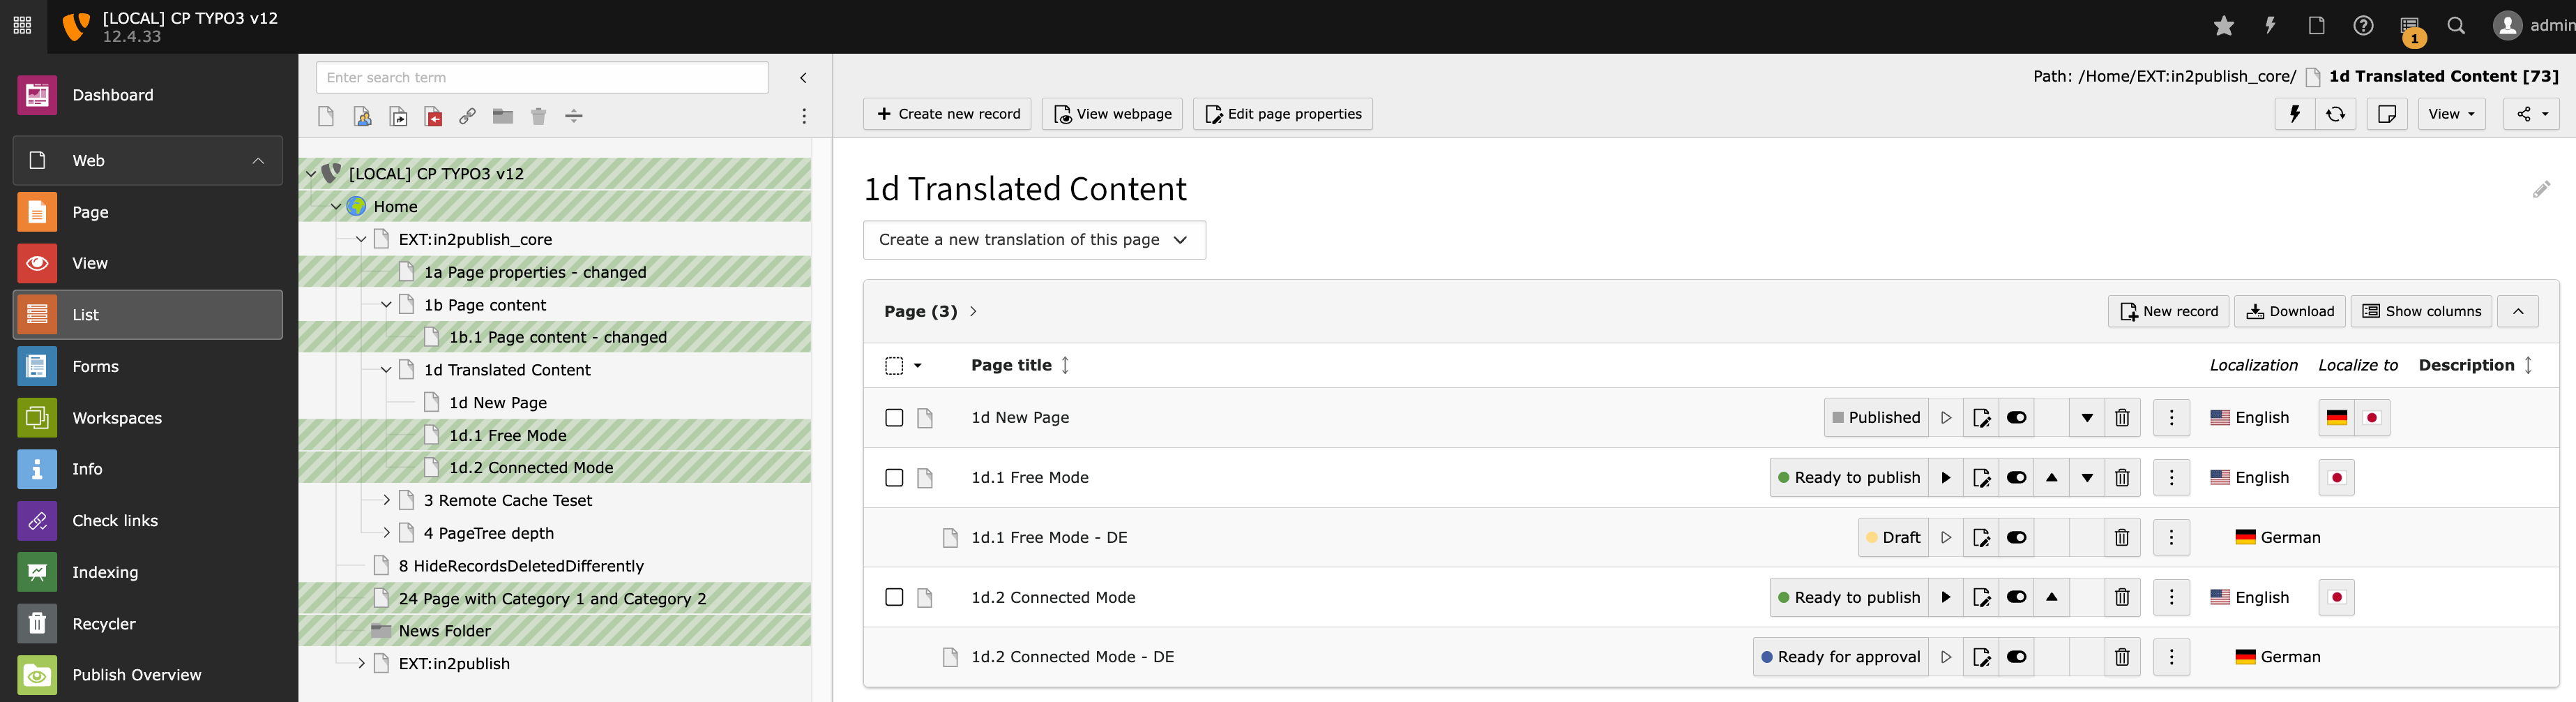 [LOCAL] CP TYPO3 v12
12.4.33
1
admin
Dashboard
Web
Page
View
List
Forms
Workspaces
Info
Check links
Indexing
Recycler
Publish Overview
Enter search term
[LOCAL] CP TYPO3 v12
Home
EXT:in2publish_core
1a Page properties - changed
1b Page content
1b.1 Page content - changed
1d Translated Content
1d New Page
1d.1 Free Mode
1d.2 Connected Mode
3 Remote Cache Teset
4 PageTree depth
8 HideRecordsDeletedDifferently
24 Page with Category 1 and Category 2
News Folder
EXT:in2publish
Path: /Home/EXT:in2publish_core/ 1d Translated Content [73]
Create new record View webpage Edit page properties View
1d Translated Content
Create a new translation of this page
Page (3) New record Download Show columns
Page title Localization Localize to Description
1d New Page Published English
1d.1 Free Mode Ready to publish English
1d.1 Free Mode - DE Draft German
1d.2 Connected Mode Ready to publish English
1d.2 Connected Mode - DE Ready for approval German